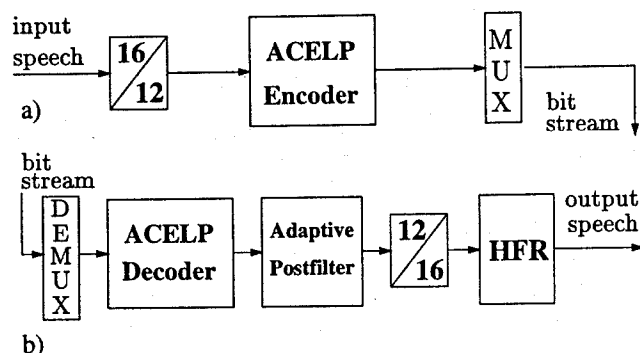 input
speech
16
12
ACELP
Encoder
M
U
X
bit
stream
a)
bit
stream
D
E
M
U
X
ACELP
Decoder
Adaptive
Postfilter
12
16
HFR
output
speech
b)